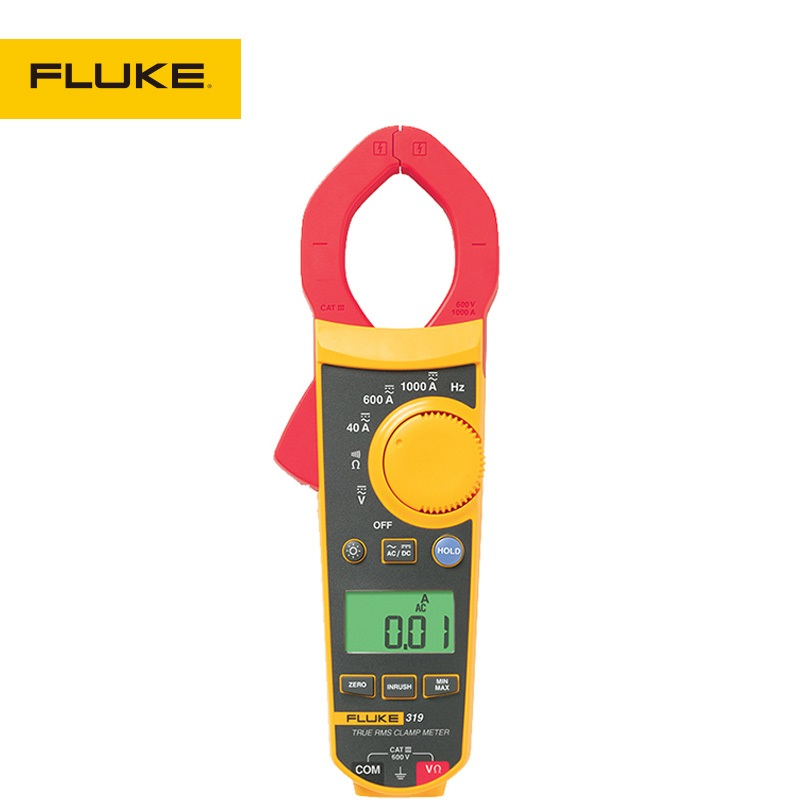 FLUKE®
CAT III
600 V
1000 A
1000 A Hz
600 A
40 A
Ω
V
OFF
AC / DC
HOLD
A
AC
0.01
ZERO
INRUSH
MIN
MAX
FLUKE 319
TRUE RMS CLAMP METER
CAT III
600 V
COM
VΩ